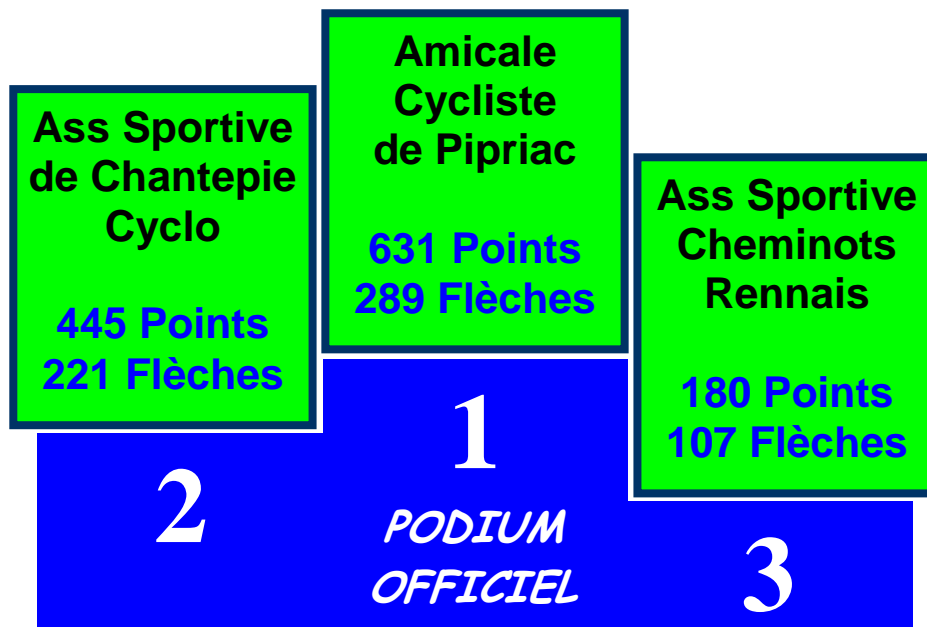 Amicale
Cycliste
de Pipriac
631 Points
289 Flèches
Ass Sportive
de Chantepie
Cyclo
445 Points
221 Flèches
Ass Sportive
Cheminots
Rennais
180 Points
107 Flèches
1
2
PODIUM
OFFICIEL
3